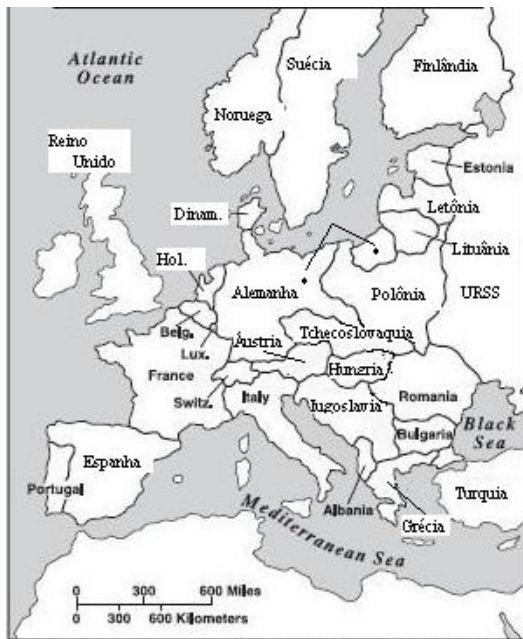 Atlantic
Ocean
Suécia
Finlândia
Noruega
Reino
Unido
Estonia
Dinam.
Letônia
Lituânia
Hol.
Alemanha
Polônia
URSS
Belg.
Lux.
Áustria
Tchecoslovaquia
France
Hungria
Switz.
Italy
Iugoslavia
Romania
Black
Sea
Bulgaria
Espanha
Portugal
Albania
Turquia
Grécia
Mediterranean Sea
0 300 600 Miles
0 300 600 Kilometers